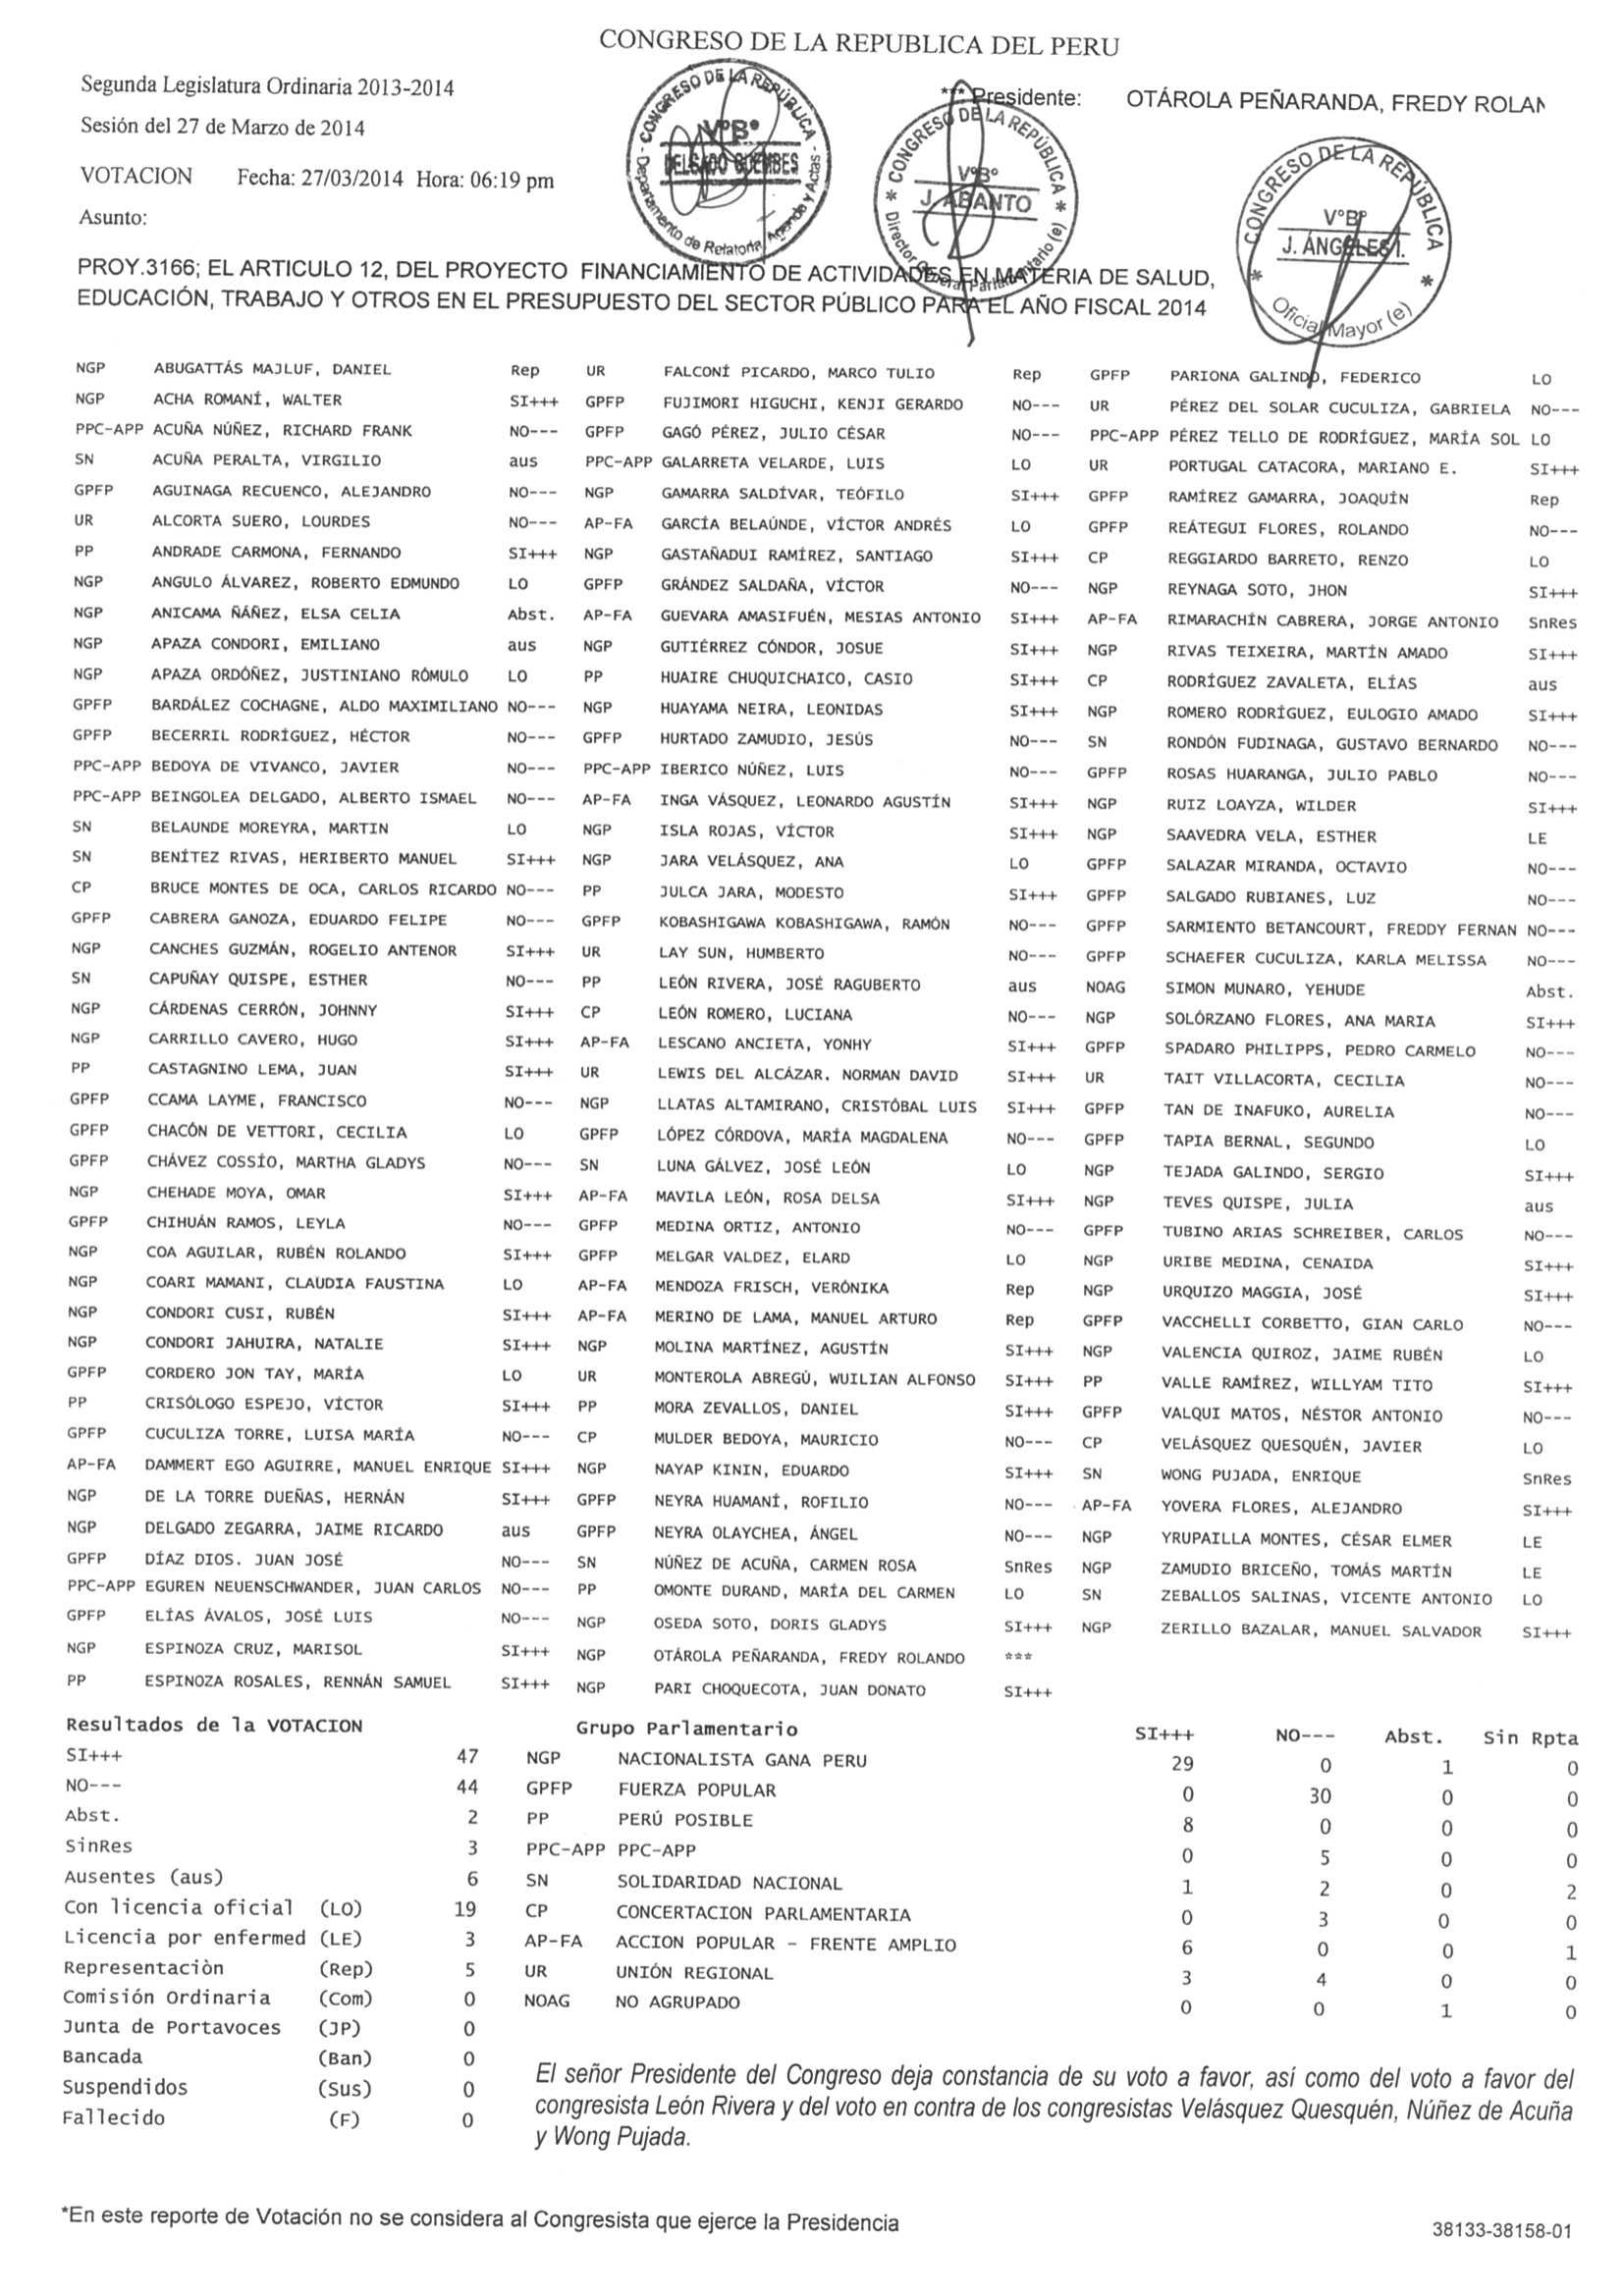 CONGRESO DE LA REPUBLICA DEL PERU
Segunda Legislatura Ordinaria 2013-2014
*** Presidente: OTÁROLA PEÑARANDA, FREDY ROLAN
Sesión del 27 de Marzo de 2014
VOTACION Fecha: 27/03/2014 Hora: 06:19 pm
Asunto:
CONGRESO DE LA REPÚBLICA
V°B°
DELGADO GUEMBES
Departamento de Relatoría, Agenda y Actas
CONGRESO DE LA REPÚBLICA
V°B°
J. ABANTO
Director General Parlamentario (e)
CONGRESO DE LA REPÚBLICA
V°B°
J. ÁNGELES I.
Oficial Mayor (e)
PROY.3166; EL ARTICULO 12, DEL PROYECTO FINANCIAMIENTO DE ACTIVIDADES EN MATERIA DE SALUD,
EDUCACIÓN, TRABAJO Y OTROS EN EL PRESUPUESTO DEL SECTOR PÚBLICO PARA EL AÑO FISCAL 2014
NGP ABUGATTÁS MAJLUF, DANIEL Rep UR FALCONÍ PICARDO, MARCO TULIO Rep GPFP PARIONA GALINDO, FEDERICO LO
NGP ACHA ROMANÍ, WALTER SI+++ GPFP FUJIMORI HIGUCHI, KENJI GERARDO NO--- UR PÉREZ DEL SOLAR CUCULIZA, GABRIELA NO---
PPC-APP ACUÑA NÚÑEZ, RICHARD FRANK NO--- GPFP GAGÓ PÉREZ, JULIO CÉSAR NO--- PPC-APP PÉREZ TELLO DE RODRÍGUEZ, MARÍA SOL LO
SN ACUÑA PERALTA, VIRGILIO aus PPC-APP GALARRETA VELARDE, LUIS LO UR PORTUGAL CATACORA, MARIANO E. SI+++
GPFP AGUINAGA RECUENCO, ALEJANDRO NO--- NGP GAMARRA SALDÍVAR, TEÓFILO SI+++ GPFP RAMÍREZ GAMARRA, JOAQUÍN Rep
UR ALCORTA SUERO, LOURDES NO--- AP-FA GARCÍA BELAÚNDE, VÍCTOR ANDRÉS LO GPFP REÁTEGUI FLORES, ROLANDO NO---
PP ANDRADE CARMONA, FERNANDO SI+++ NGP GASTAÑADUI RAMÍREZ, SANTIAGO SI+++ CP REGGIARDO BARRETO, RENZO LO
NGP ANGULO ÁLVAREZ, ROBERTO EDMUNDO LO GPFP GRÁNDEZ SALDAÑA, VÍCTOR NO--- NGP REYNAGA SOTO, JHON SI+++
NGP ANICAMA ÑÁÑEZ, ELSA CELIA Abst. AP-FA GUEVARA AMASIFUÉN, MESIAS ANTONIO SI+++ AP-FA RIMARACHÍN CABRERA, JORGE ANTONIO SnRes
NGP APAZA CONDORI, EMILIANO aus NGP GUTIÉRREZ CÓNDOR, JOSUE SI+++ NGP RIVAS TEIXEIRA, MARTÍN AMADO SI+++
NGP APAZA ORDÓÑEZ, JUSTINIANO RÓMULO LO PP HUAIRE CHUQUICHAICO, CASIO SI+++ CP RODRÍGUEZ ZAVALETA, ELÍAS aus
GPFP BARDÁLEZ COCHAGNE, ALDO MAXIMILIANO NO--- NGP HUAYAMA NEIRA, LEONIDAS SI+++ NGP ROMERO RODRÍGUEZ, EULOGIO AMADO SI+++
GPFP BECERRIL RODRÍGUEZ, HÉCTOR NO--- GPFP HURTADO ZAMUDIO, JESÚS NO--- SN RONDÓN FUDINAGA, GUSTAVO BERNARDO NO---
PPC-APP BEDOYA DE VIVANCO, JAVIER NO--- PPC-APP IBERICO NÚÑEZ, LUIS NO--- GPFP ROSAS HUARANGA, JULIO PABLO NO---
PPC-APP BEINGOLEA DELGADO, ALBERTO ISMAEL NO--- AP-FA INGA VÁSQUEZ, LEONARDO AGUSTÍN SI+++ NGP RUIZ LOAYZA, WILDER SI+++
SN BELAUNDE MOREYRA, MARTIN LO NGP ISLA ROJAS, VÍCTOR SI+++ NGP SAAVEDRA VELA, ESTHER LE
SN BENÍTEZ RIVAS, HERIBERTO MANUEL SI+++ NGP JARA VELÁSQUEZ, ANA LO GPFP SALAZAR MIRANDA, OCTAVIO NO---
CP BRUCE MONTES DE OCA, CARLOS RICARDO NO--- PP JULCA JARA, MODESTO SI+++ GPFP SALGADO RUBIANES, LUZ NO---
GPFP CABRERA GANOZA, EDUARDO FELIPE NO--- GPFP KOBASHIGAWA KOBASHIGAWA, RAMÓN NO--- GPFP SARMIENTO BETANCOURT, FREDDY FERNAN NO---
NGP CANCHES GUZMÁN, ROGELIO ANTENOR SI+++ UR LAY SUN, HUMBERTO NO--- GPFP SCHAEFER CUCULIZA, KARLA MELISSA NO---
SN CAPUÑAY QUISPE, ESTHER NO--- PP LEÓN RIVERA, JOSÉ RAGUBERTO aus NOAG SIMON MUNARO, YEHUDE Abst.
NGP CÁRDENAS CERRÓN, JOHNNY SI+++ CP LEÓN ROMERO, LUCIANA NO--- NGP SOLÓRZANO FLORES, ANA MARIA SI+++
NGP CARRILLO CAVERO, HUGO SI+++ AP-FA LESCANO ANCIETA, YONHY SI+++ GPFP SPADARO PHILIPPS, PEDRO CARMELO NO---
PP CASTAGNINO LEMA, JUAN SI+++ UR LEWIS DEL ALCÁZAR. NORMAN DAVID SI+++ UR TAIT VILLACORTA, CECILIA NO---
GPFP CCAMA LAYME, FRANCISCO NO--- NGP LLATAS ALTAMIRANO, CRISTÓBAL LUIS SI+++ GPFP TAN DE INAFUKO, AURELIA NO---
GPFP CHACÓN DE VETTORI, CECILIA LO GPFP LÓPEZ CÓRDOVA, MARÍA MAGDALENA NO--- GPFP TAPIA BERNAL, SEGUNDO LO
GPFP CHÁVEZ COSSÍO, MARTHA GLADYS NO--- SN LUNA GÁLVEZ, JOSÉ LEÓN LO NGP TEJADA GALINDO, SERGIO SI+++
NGP CHEHADE MOYA, OMAR SI+++ AP-FA MAVILA LEÓN, ROSA DELSA SI+++ NGP TEVES QUISPE, JULIA aus
GPFP CHIHUÁN RAMOS, LEYLA NO--- GPFP MEDINA ORTIZ, ANTONIO NO--- GPFP TUBINO ARIAS SCHREIBER, CARLOS NO---
NGP COA AGUILAR, RUBÉN ROLANDO SI+++ GPFP MELGAR VALDEZ, ELARD LO NGP URIBE MEDINA, CENAIDA SI+++
NGP COARI MAMANI, CLAUDIA FAUSTINA LO AP-FA MENDOZA FRISCH, VERÓNIKA Rep NGP URQUIZO MAGGIA, JOSÉ SI+++
NGP CONDORI CUSI, RUBÉN SI+++ AP-FA MERINO DE LAMA, MANUEL ARTURO Rep GPFP VACCHELLI CORBETTO, GIAN CARLO NO---
NGP CONDORI JAHUIRA, NATALIE SI+++ NGP MOLINA MARTÍNEZ, AGUSTÍN SI+++ NGP VALENCIA QUIROZ, JAIME RUBÉN LO
GPFP CORDERO JON TAY, MARÍA LO UR MONTEROLA ABREGÚ, WUILIAN ALFONSO SI+++ PP VALLE RAMÍREZ, WILLYAM TITO SI+++
PP CRISÓLOGO ESPEJO, VÍCTOR SI+++ PP MORA ZEVALLOS, DANIEL SI+++ GPFP VALQUI MATOS, NÉSTOR ANTONIO NO---
GPFP CUCULIZA TORRE, LUISA MARÍA NO--- CP MULDER BEDOYA, MAURICIO NO--- CP VELÁSQUEZ QUESQUÉN, JAVIER LO
AP-FA DAMMERT EGO AGUIRRE, MANUEL ENRIQUE SI+++ NGP NAYAP KININ, EDUARDO SI+++ SN WONG PUJADA, ENRIQUE SnRes
NGP DE LA TORRE DUEÑAS, HERNÁN SI+++ GPFP NEYRA HUAMANÍ, ROFILIO NO--- AP-FA YOVERA FLORES, ALEJANDRO SI+++
NGP DELGADO ZEGARRA, JAIME RICARDO aus GPFP NEYRA OLAYCHEA, ÁNGEL NO--- NGP YRUPAILLA MONTES, CÉSAR ELMER LE
GPFP DÍAZ DIOS. JUAN JOSÉ NO--- SN NÚÑEZ DE ACUÑA, CARMEN ROSA SnRes NGP ZAMUDIO BRICEÑO, TOMÁS MARTÍN LE
PPC-APP EGUREN NEUENSCHWANDER, JUAN CARLOS NO--- PP OMONTE DURAND, MARÍA DEL CARMEN LO SN ZEBALLOS SALINAS, VICENTE ANTONIO LO
GPFP ELÍAS ÁVALOS, JOSÉ LUIS NO--- NGP OSEDA SOTO, DORIS GLADYS SI+++ NGP ZERILLO BAZALAR, MANUEL SALVADOR SI+++
NGP ESPINOZA CRUZ, MARISOL SI+++ NGP OTÁROLA PEÑARANDA, FREDY ROLANDO ***
PP ESPINOZA ROSALES, RENNÁN SAMUEL SI+++ NGP PARI CHOQUECOTA, JUAN DONATO SI+++
Resultados de la VOTACION Grupo Parlamentario SI+++ NO--- Abst. Sin Rpta
SI+++ 47 NGP NACIONALISTA GANA PERU 29 0 1 0
NO--- 44 GPFP FUERZA POPULAR 0 30 0 0
Abst. 2 PP PERÚ POSIBLE 8 0 0 0
SinRes 3 PPC-APP PPC-APP 0 5 0 0
Ausentes (aus) 6 SN SOLIDARIDAD NACIONAL 1 2 0 2
Con licencia oficial (LO) 19 CP CONCERTACION PARLAMENTARIA 0 3 0 0
Licencia por enfermed (LE) 3 AP-FA ACCION POPULAR - FRENTE AMPLIO 6 0 0 1
Representaciòn (Rep) 5 UR UNIÓN REGIONAL 3 4 0 0
Comisión Ordinaria (Com) 0 NOAG NO AGRUPADO 0 0 1 0
Junta de Portavoces (JP) 0
Bancada (Ban) 0
Suspendidos (Sus) 0
Fallecido (F) 0
El señor Presidente del Congreso deja constancia de su voto a favor, así como del voto a favor del
congresista León Rivera y del voto en contra de los congresistas Velásquez Quesquén, Núñez de Acuña
y Wong Pujada.
*En este reporte de Votación no se considera al Congresista que ejerce la Presidencia
38133-38158-01